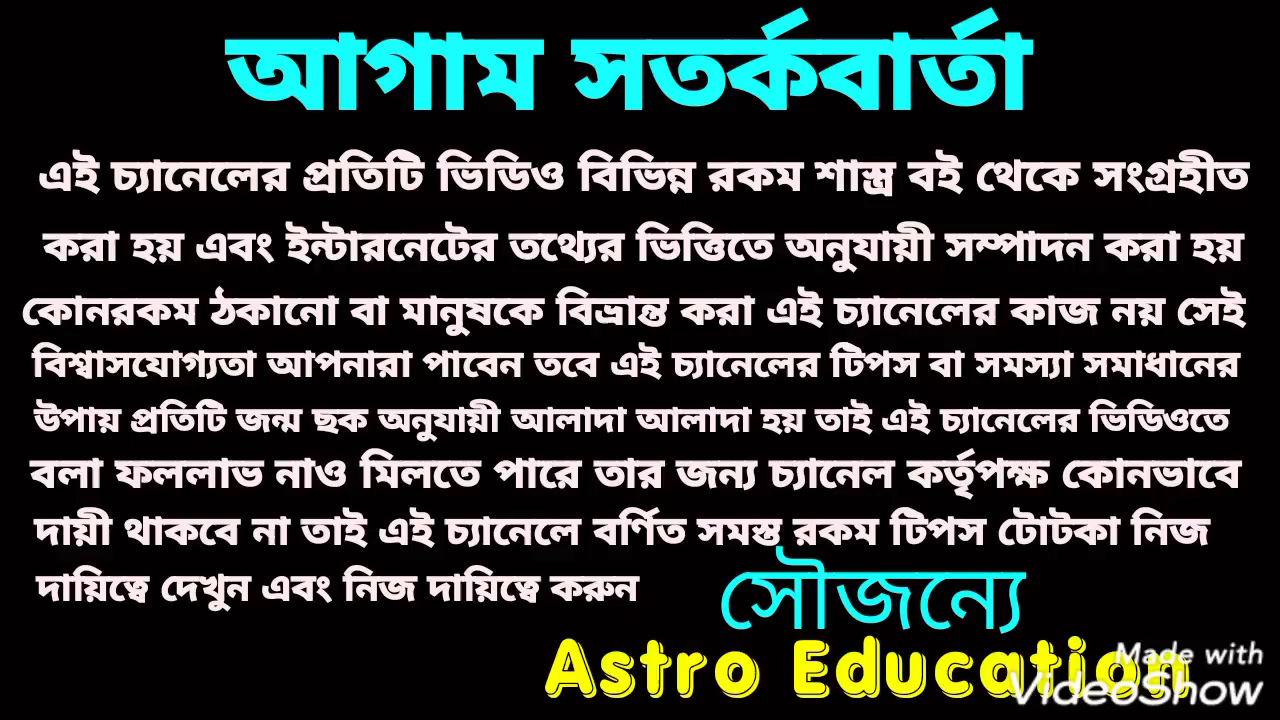 আগাম সতর্কবার্তা
এই চ্যানেলের প্রতিটি ভিডিও বিভিন্ন রকম শাস্ত্র বই থেকে সংগ্রহীত
করা হয় এবং ইন্টারনেটের তথ্যের ভিত্তিতে অনুযায়ী সম্পাদন করা হয়
কোনরকম ঠকানো বা মানুষকে বিভ্রান্ত করা এই চ্যানেলের কাজ নয় সেই
বিশ্বাসযোগ্যতা আপনারা পাবেন তবে এই চ্যানেলের টিপস বা সমস্যা সমাধানের
উপায় প্রতিটি জন্ম ছক অনুযায়ী আলাদা আলাদা হয় তাই এই চ্যানেলের ভিডিওতে
বলা ফললাভ নাও মিলতে পারে তার জন্য চ্যানেল কর্তৃপক্ষ কোনভাবে
দায়ী থাকবে না তাই এই চ্যানেলে বর্ণিত সমস্ত রকম টিপস টোটকা নিজ
দায়িত্বে দেখুন এবং নিজ দায়িত্বে করুন
সৌজন্যে
Astro Education
Made with
VideoShow